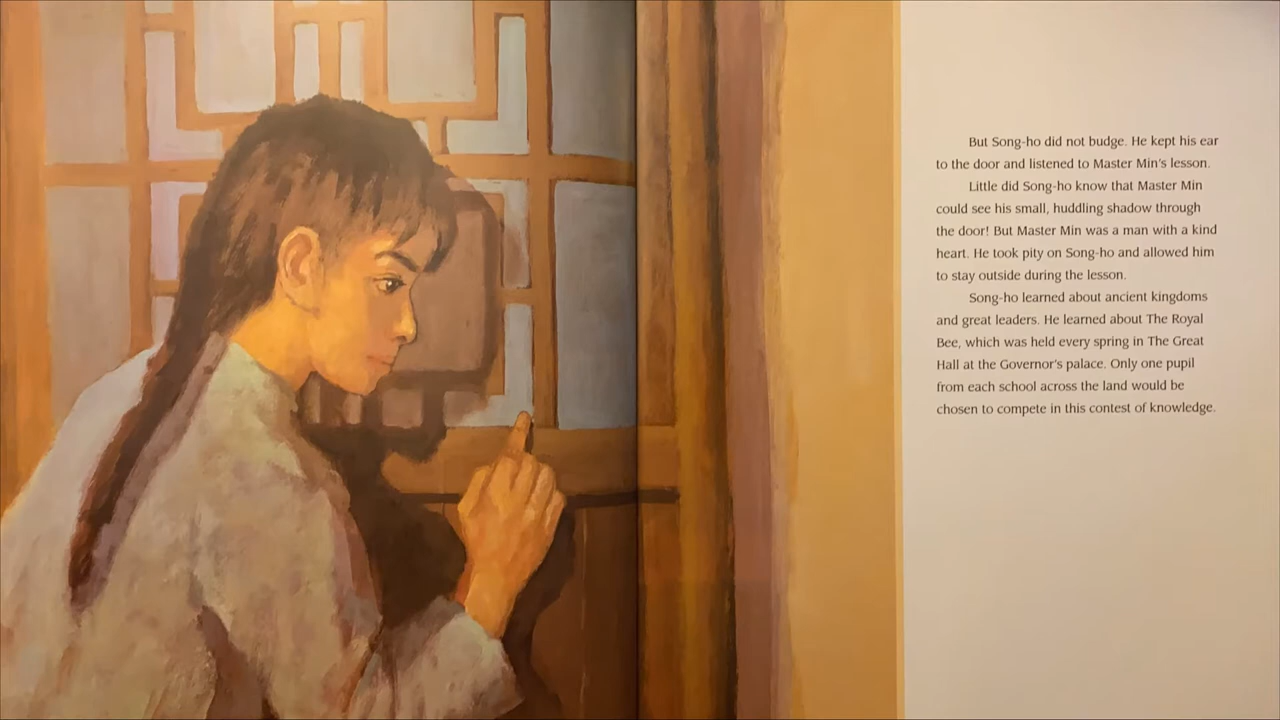 But Song-ho did not budge. He kept his ear
to the door and listened to Master Min's lesson.
Little did Song-ho know that Master Min
could see his small, huddling shadow through
the door! But Master Min was a man with a kind
heart. He took pity on Song-ho and allowed him
to stay outside during the lesson.
Song-ho learned about ancient kingdoms
and great leaders. He learned about The Royal
Bee, which was held every spring in The Great
Hall at the Governor's palace. Only one pupil
from each school across the land would be
chosen to compete in this contest of knowledge.